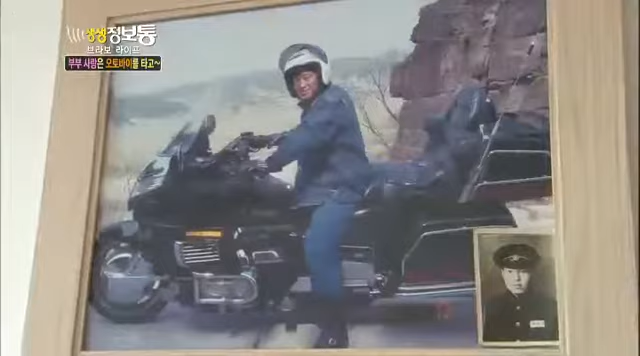 생생정보통
브라보 라이프
부부 사랑은 오토바이를 타고~